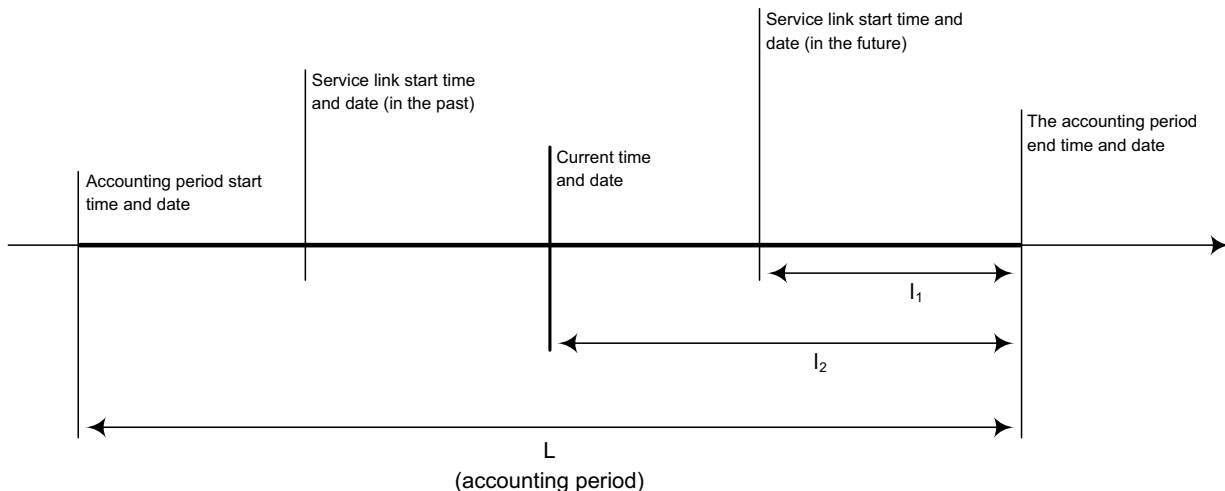 Service link start time and
date (in the future)
Service link start time
and date (in the past)
The accounting period
end time and date
Current time
and date
Accounting period start
time and date
l₁
l₂
L
(accounting period)